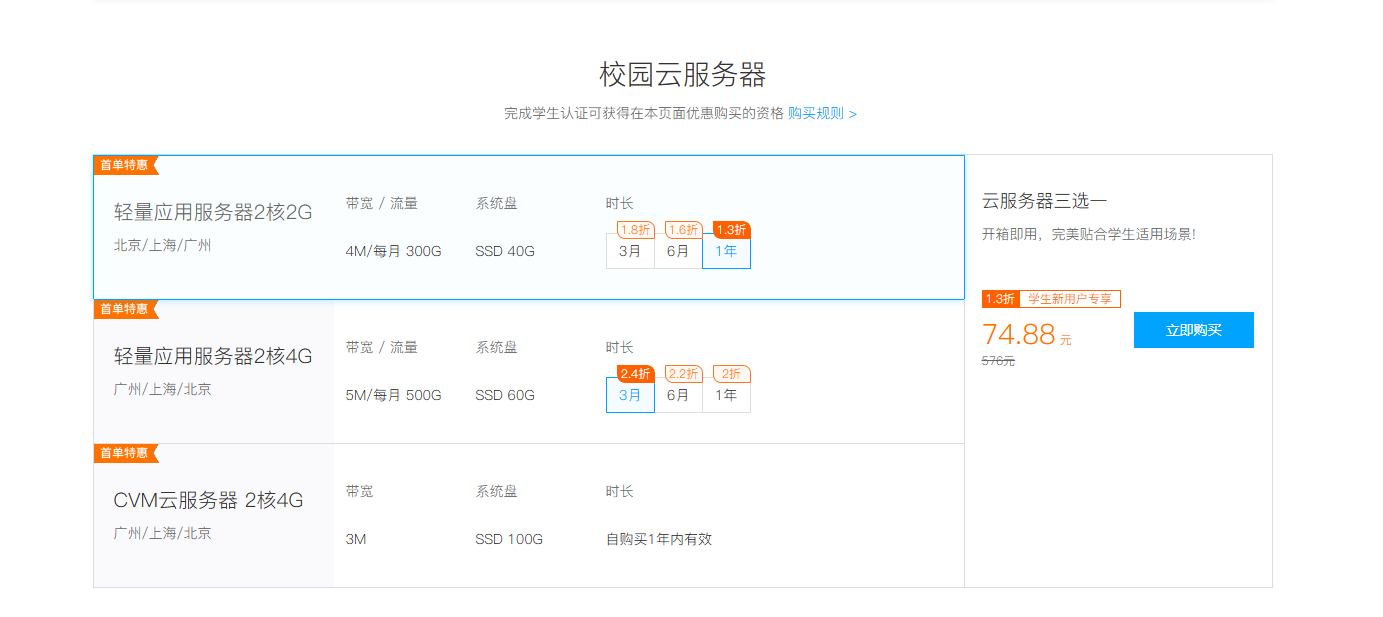 校园云服务器
完成学生认证可获得在本页面优惠购买的资格 购买规则 >
首单特惠
轻量应用服务器2核2G
北京/上海/广州
带宽 / 流量
4M/每月 300G
系统盘
SSD 40G
时长
1.8折 1.6折 1.3折
3月 6月 1年
首单特惠
轻量应用服务器2核4G
广州/上海/北京
带宽 / 流量
5M/每月 500G
系统盘
SSD 60G
时长
2.4折 2.2折 2折
3月 6月 1年
首单特惠
CVM云服务器 2核4G
广州/上海/北京
带宽
3M
系统盘
SSD 100G
时长
自购买1年内有效
云服务器三选一
开箱即用，完美贴合学生适用场景!
1.3折 学生新用户专享
74.88 元
576元
立即购买